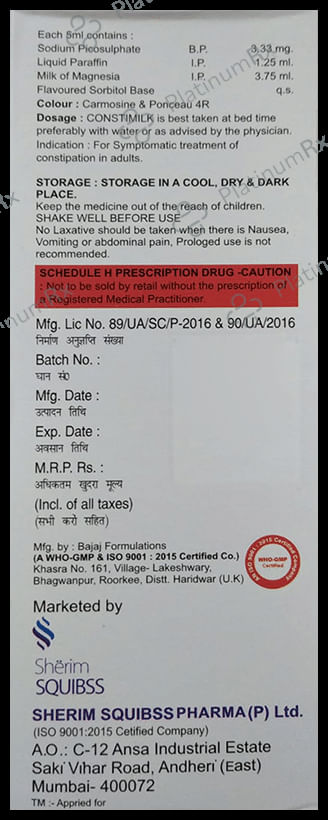 Each 5ml contains :
Sodium Picosulphate B.P. 3.33 mg.
Liquid Paraffin I.P. 1.25 ml.
Milk of Magnesia I.P. 3.75 ml.
Flavoured Sorbitol Base q.s.
Colour : Carmosine & Ponceau 4R
Dosage : CONSTIMILK is best taken at bed time
preferably with water or as advised by the physician.
Indication : For Symptomatic treatment of
constipation in adults.
STORAGE : STORAGE IN A COOL, DRY & DARK
PLACE.
Keep the medicine out of the reach of children.
SHAKE WELL BEFORE USE
No Laxative should be taken when there is Nausea,
Vomiting or abdominal pain, Prologed use is not
recommended.
SCHEDULE H PRESCRIPTION DRUG -CAUTION
: Not to be sold by retail without the prescription of
a Registered Medical Practitioner.
Mfg. Lic No. 89/UA/SC/P-2016 & 90/UA/2016
निर्माण अनुज्ञप्ति संख्या
Batch No. :
घान सं०
Mfg. Date :
उत्पादन तिथि
Exp. Date :
अवसान तिथि
M.R.P. Rs. :
अधिकतम खुदरा मूल्य
(Incl. of all taxes)
(सभी करो सहित)
Mfg. by : Bajaj Formulations
(A WHO-GMP & ISO 9001 : 2015 Certified Co.)
Khasra No. 161, Village- Lakeshwary,
Bhagwanpur, Roorkee, Distt. Haridwar (U.K)
WHO-GMP
Certified
AN ISO 9001 : 2015 Certified Company
Marketed by
Shērim
SQUIBSS
SHERIM SQUIBSS PHARMA (P) Ltd.
(ISO 9001:2015 Cetified Company)
A.O.: C-12 Ansa Industrial Estate
Saki Vihar Road, Andheri (East)
Mumbai- 400072
TM :- Appried for
PlatinumRx